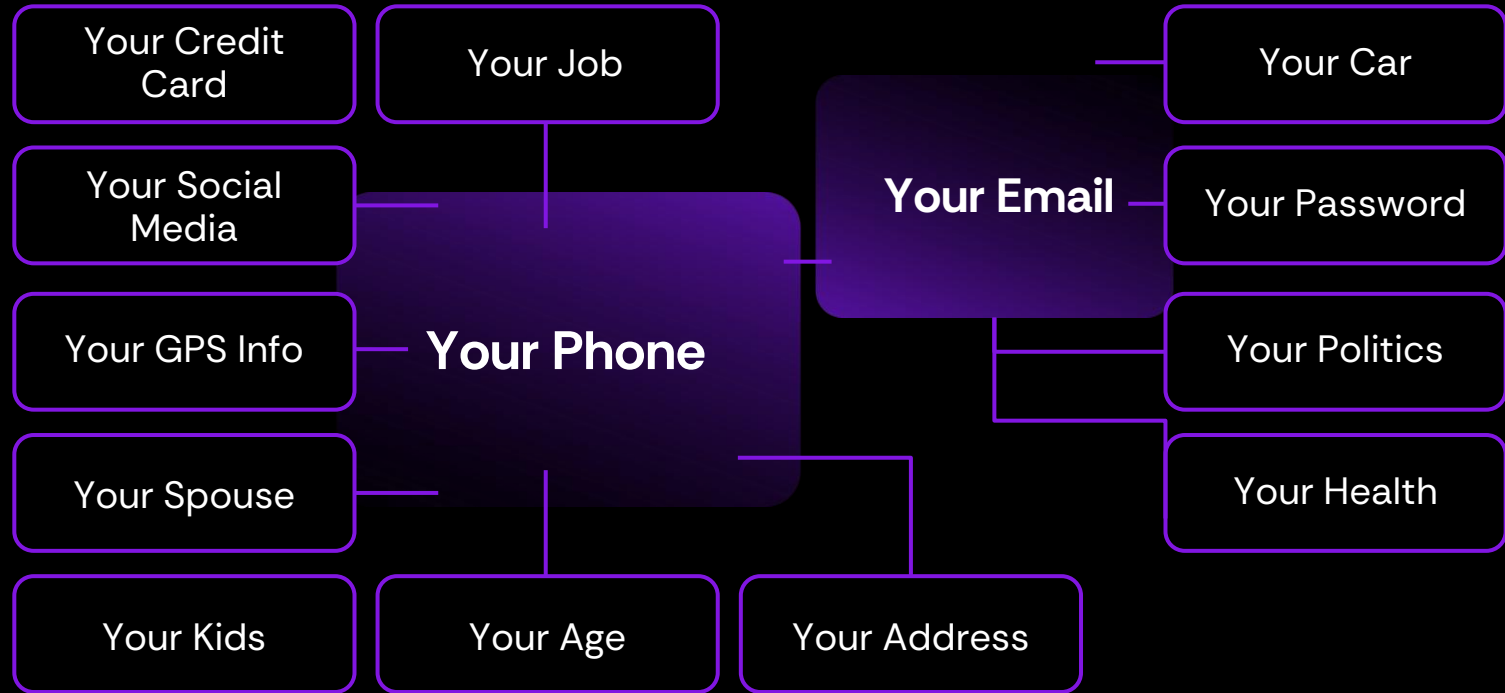 Your Credit
Card
Your Job
Your Car
Your Social
Media
Your Email
Your Password
Your GPS Info
Your Phone
Your Politics
Your Spouse
Your Health
Your Kids
Your Age
Your Address